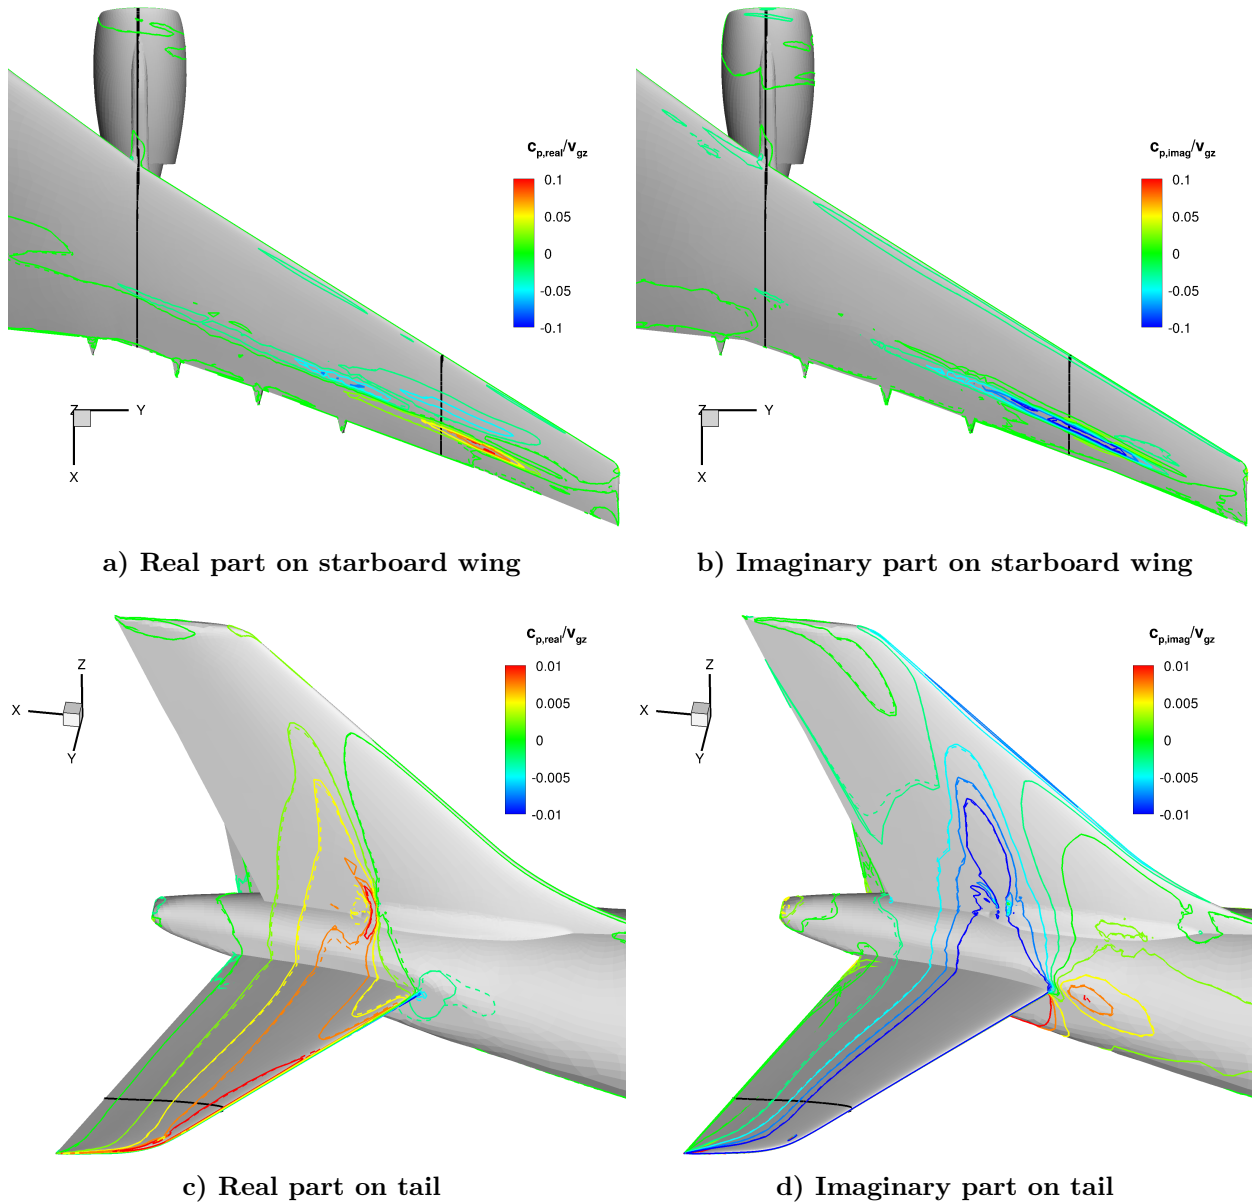 c_p,real/v_gz
0.1
0.05
0
-0.05
-0.1
Z
Y
X
a) Real part on starboard wing
c_p,imag/v_gz
0.1
0.05
0
-0.05
-0.1
Z
Y
X
b) Imaginary part on starboard wing
c_p,real/v_gz
0.01
0.005
0
-0.005
-0.01
Z
X
Y
c) Real part on tail
c_p,imag/v_gz
0.01
0.005
0
-0.005
-0.01
Z
X
Y
d) Imaginary part on tail